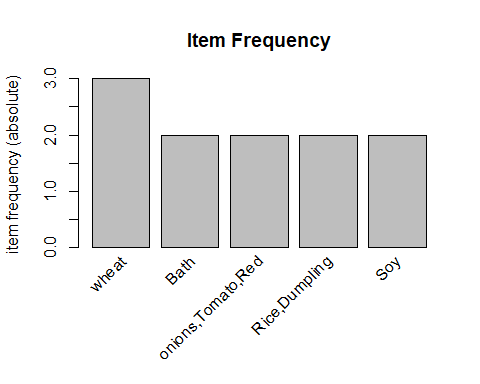 Item Frequency
item frequency (absolute)
3.0
2.0
1.0
0.0
wheat
Bath
onions,Tomato,Red
Rice,Dumpling
Soy